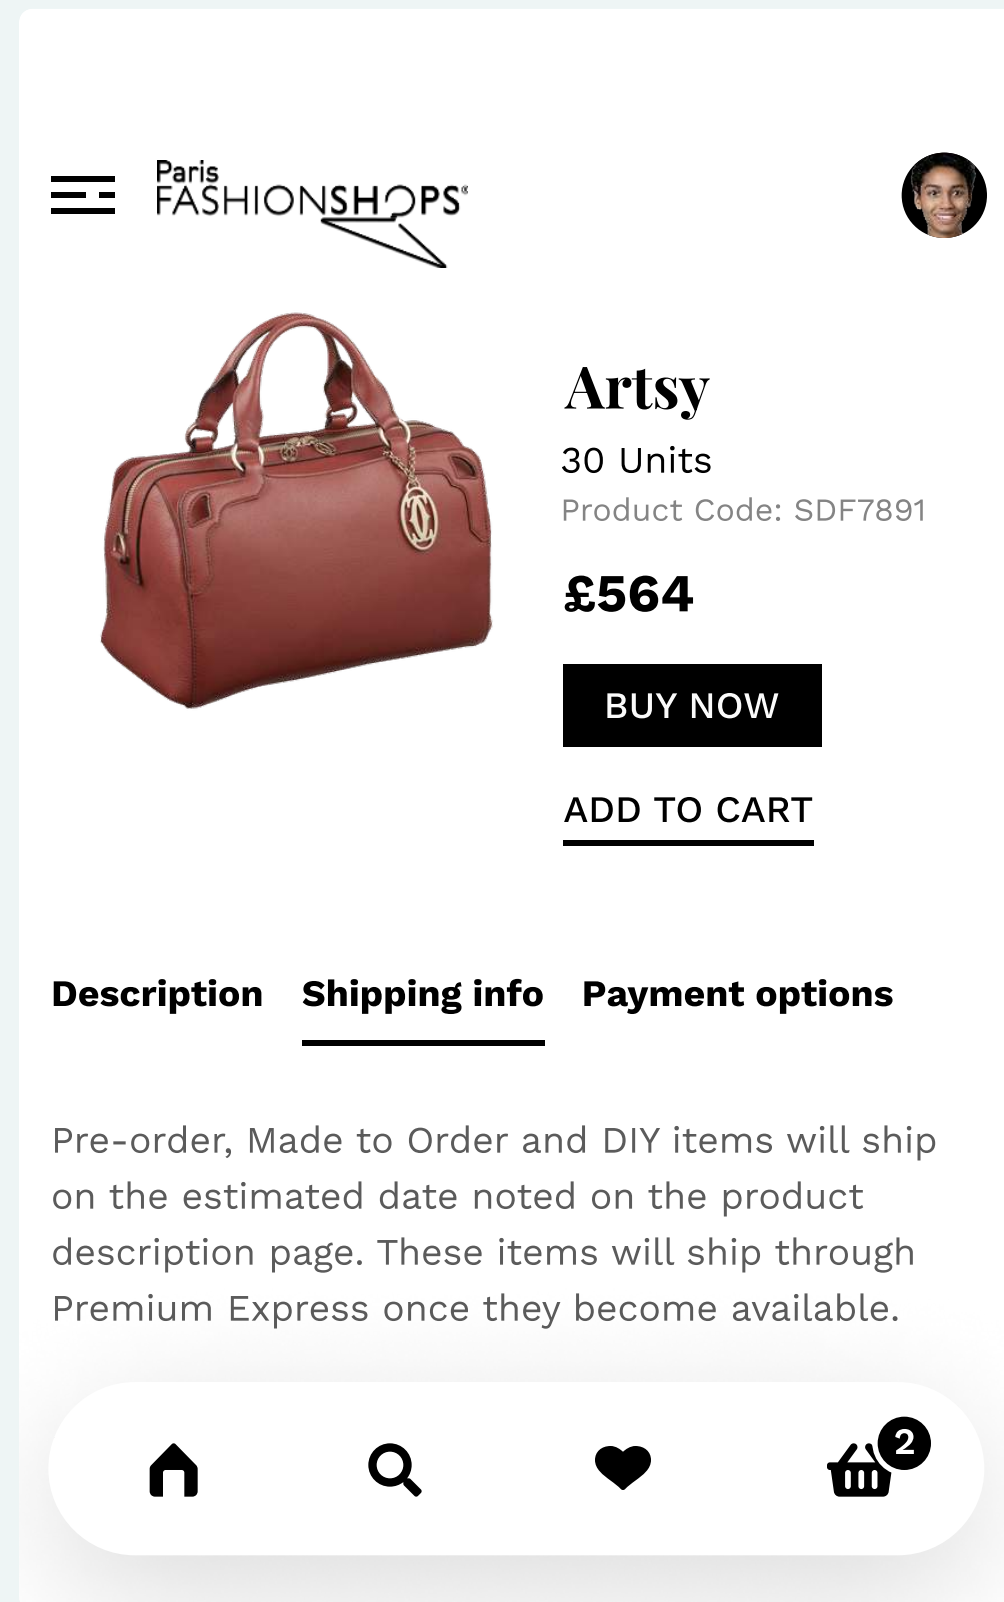 Paris
FASHIONSHOPS®
Artsy
30 Units
Product Code: SDF7891
£564
BUY NOW
ADD TO CART
Description Shipping info Payment options
Pre-order, Made to Order and DIY items will ship
on the estimated date noted on the product
description page. These items will ship through
Premium Express once they become available.
2